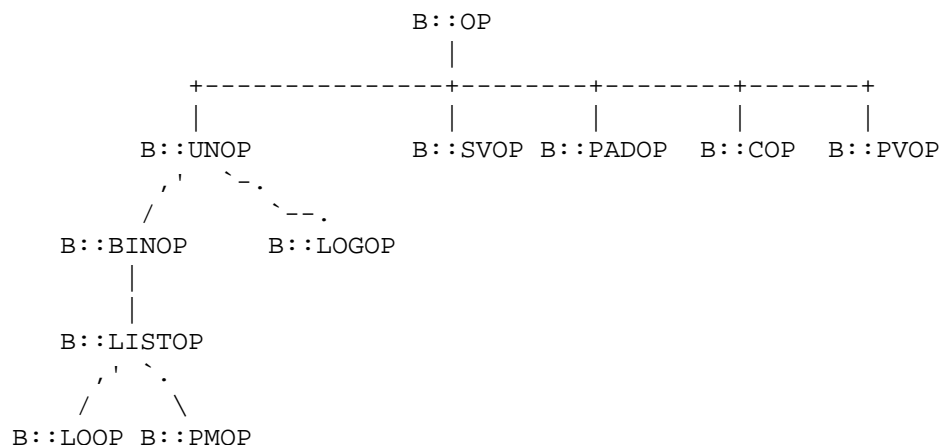 B::OP
B::UNOP B::SVOP B::PADOP B::COP B::PVOP
B::BINOP B::LOGOP
B::LISTOP
B::LOOP B::PMOP